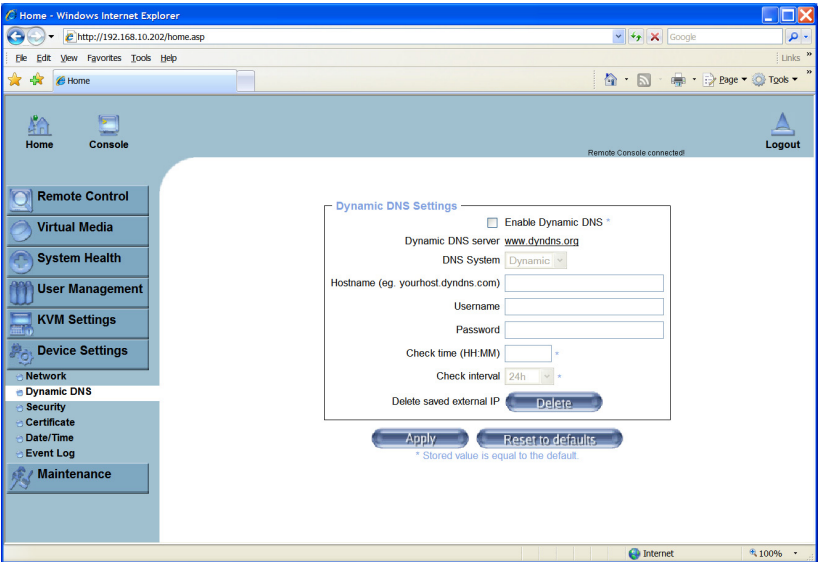 Home - Windows Internet Explorer
http://192.168.10.202/home.asp
Google
File Edit View Favorites Tools Help
Links »
Home
Page Tools »
Home Console
Remote Console connected!
Logout
Remote Control
Virtual Media
System Health
User Management
KVM Settings
Device Settings
Network
Dynamic DNS
Security
Certificate
Date/Time
Event Log
Maintenance
Dynamic DNS Settings
Enable Dynamic DNS *
Dynamic DNS server www.dyndns.org
DNS System Dynamic
Hostname (eg. yourhost.dyndns.com)
Username
Password
Check time (HH:MM) *
Check interval 24h *
Delete saved external IP Delete
Apply Reset to defaults
* Stored value is equal to the default.
Internet 100%